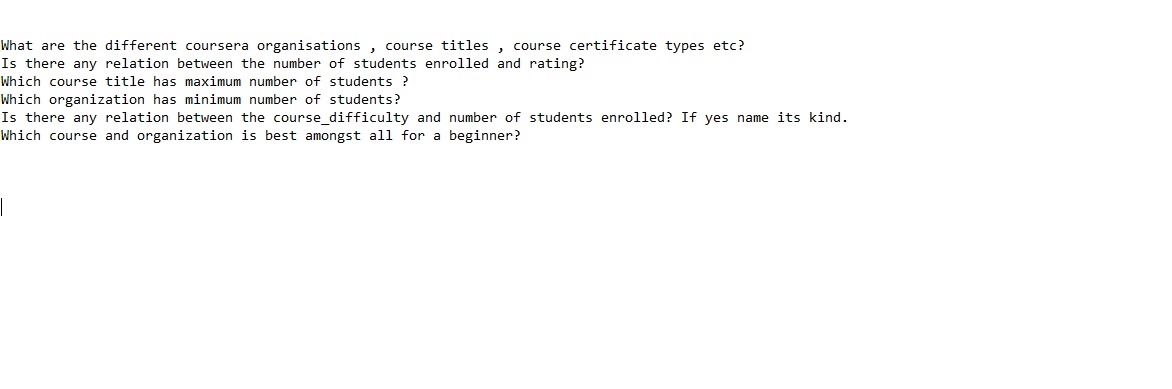 What are the different coursera organisations , course titles , course certificate types etc?
Is there any relation between the number of students enrolled and rating?
Which course title has maximum number of students ?
Which organization has minimum number of students?
Is there any relation between the course_difficulty and number of students enrolled? If yes name its kind.
Which course and organization is best amongst all for a beginner?